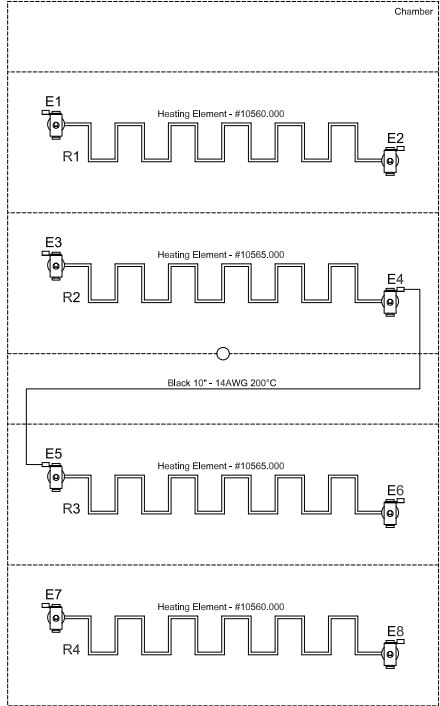 Chamber
E1
Heating Element - #10560.000
E2
R1
E3
Heating Element - #10565.000
E4
R2
Black 10" - 14AWG 200°C
E5
Heating Element - #10565.000
E6
R3
E7
Heating Element - #10560.000
E8
R4